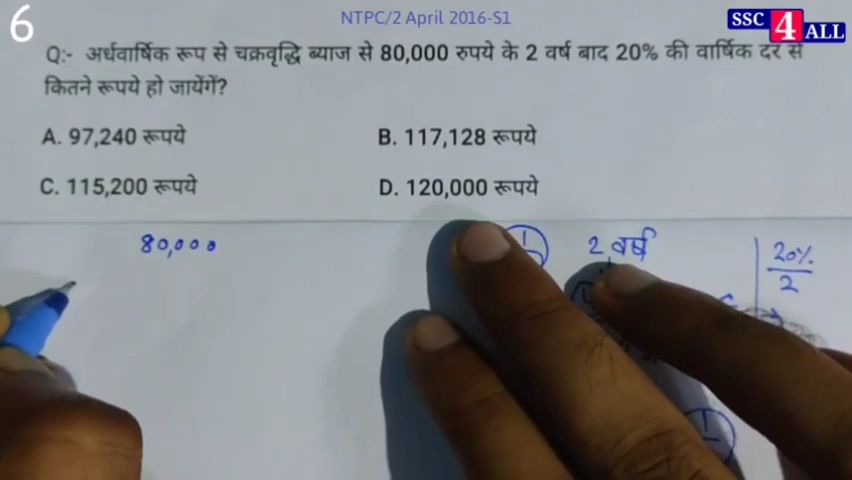 6
NTPC/2 April 2016-S1
SSC 4 ALL
Q:- अर्धवार्षिक रूप से चक्रवृद्धि ब्याज से 80,000 रुपये के 2 वर्ष बाद 20% की वार्षिक दर से
कितने रूपये हो जायेंगें?
A. 97,240 रूपये
B. 117,128 रूपये
C. 115,200 रूपये
D. 120,000 रूपये
80,000
2 वर्ष
20%
2